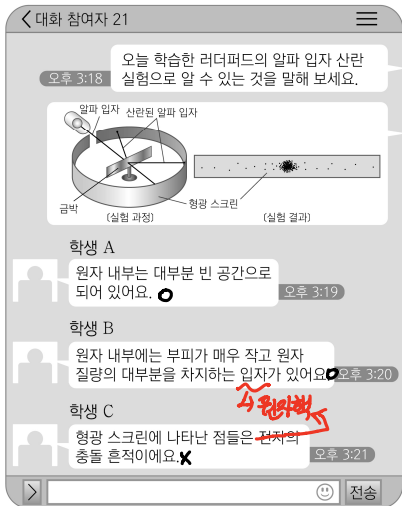 대화 참여자 21
오늘 학습한 러더퍼드의 알파 입자 산란
실험으로 알 수 있는 것을 말해 보세요.
오후 3:18
알파 입자
산란된 알파 입자
금박
형광 스크린
(실험 과정)
(실험 결과)
학생 A
원자 내부는 대부분 빈 공간으로
되어 있어요. O
오후 3:19
학생 B
원자 내부에는 부피가 매우 작고 원자
질량의 대부분을 차지하는 입자가 있어요. O
오후 3:20
↳ 원자핵
학생 C
형광 스크린에 나타난 점들은 전자의
충돌 흔적이에요. X
오후 3:21
전송